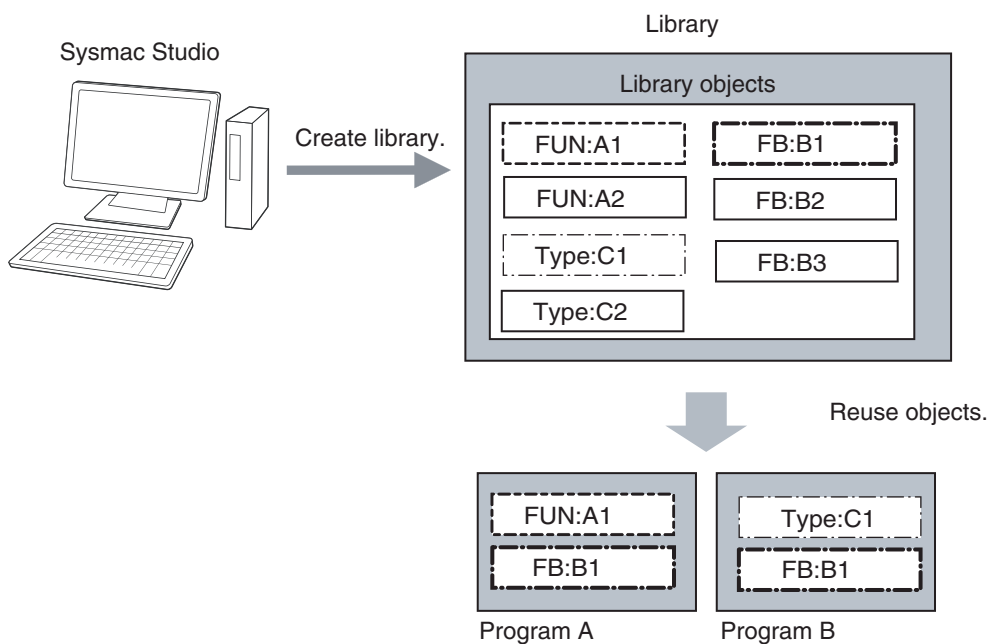 Library
Sysmac Studio
Library objects
Create library.
FUN:A1
FB:B1
FUN:A2
FB:B2
Type:C1
FB:B3
Type:C2
Reuse objects.
FUN:A1
FB:B1
Program A
Type:C1
FB:B1
Program B